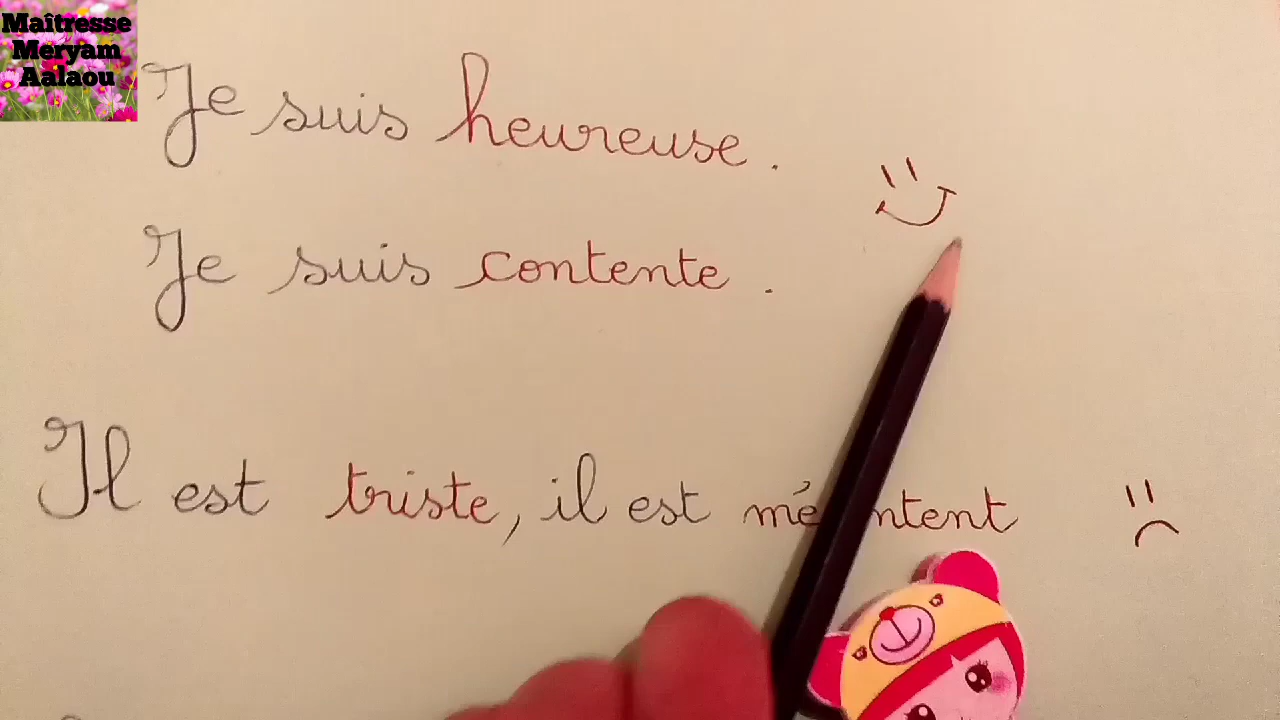 Maîtresse
Meryam
Aalaou
Je suis heureuse.
Je suis contente.
Il est triste, il est